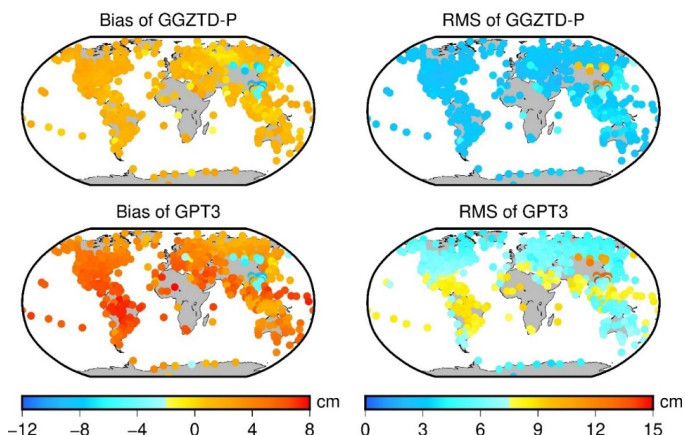 Bias of GGZTD-P
RMS of GGZTD-P
Bias of GPT3
RMS of GPT3
−12 −8 −4 0 4 8 cm
0 3 6 9 12 15 cm